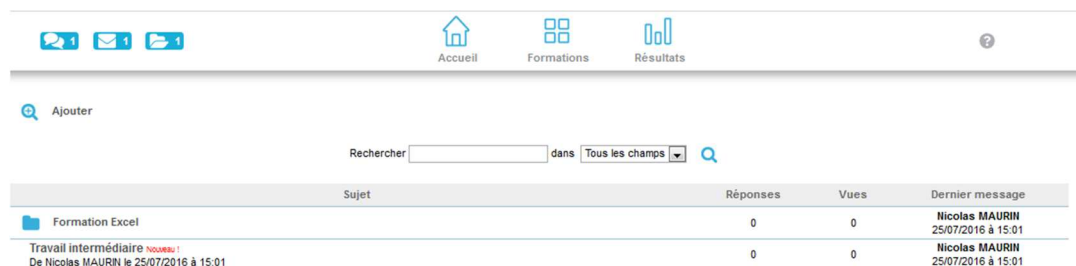 1 1 1
Accueil Formations Résultats ?
Ajouter
Rechercher dans Tous les champs
Sujet Réponses Vues Dernier message
Formation Excel 0 0 Nicolas MAURIN
25/07/2016 à 15:01
Travail intermédiaire Nouveau ! 0 0 Nicolas MAURIN
De Nicolas MAURIN le 25/07/2016 à 15:01 25/07/2016 à 15:01